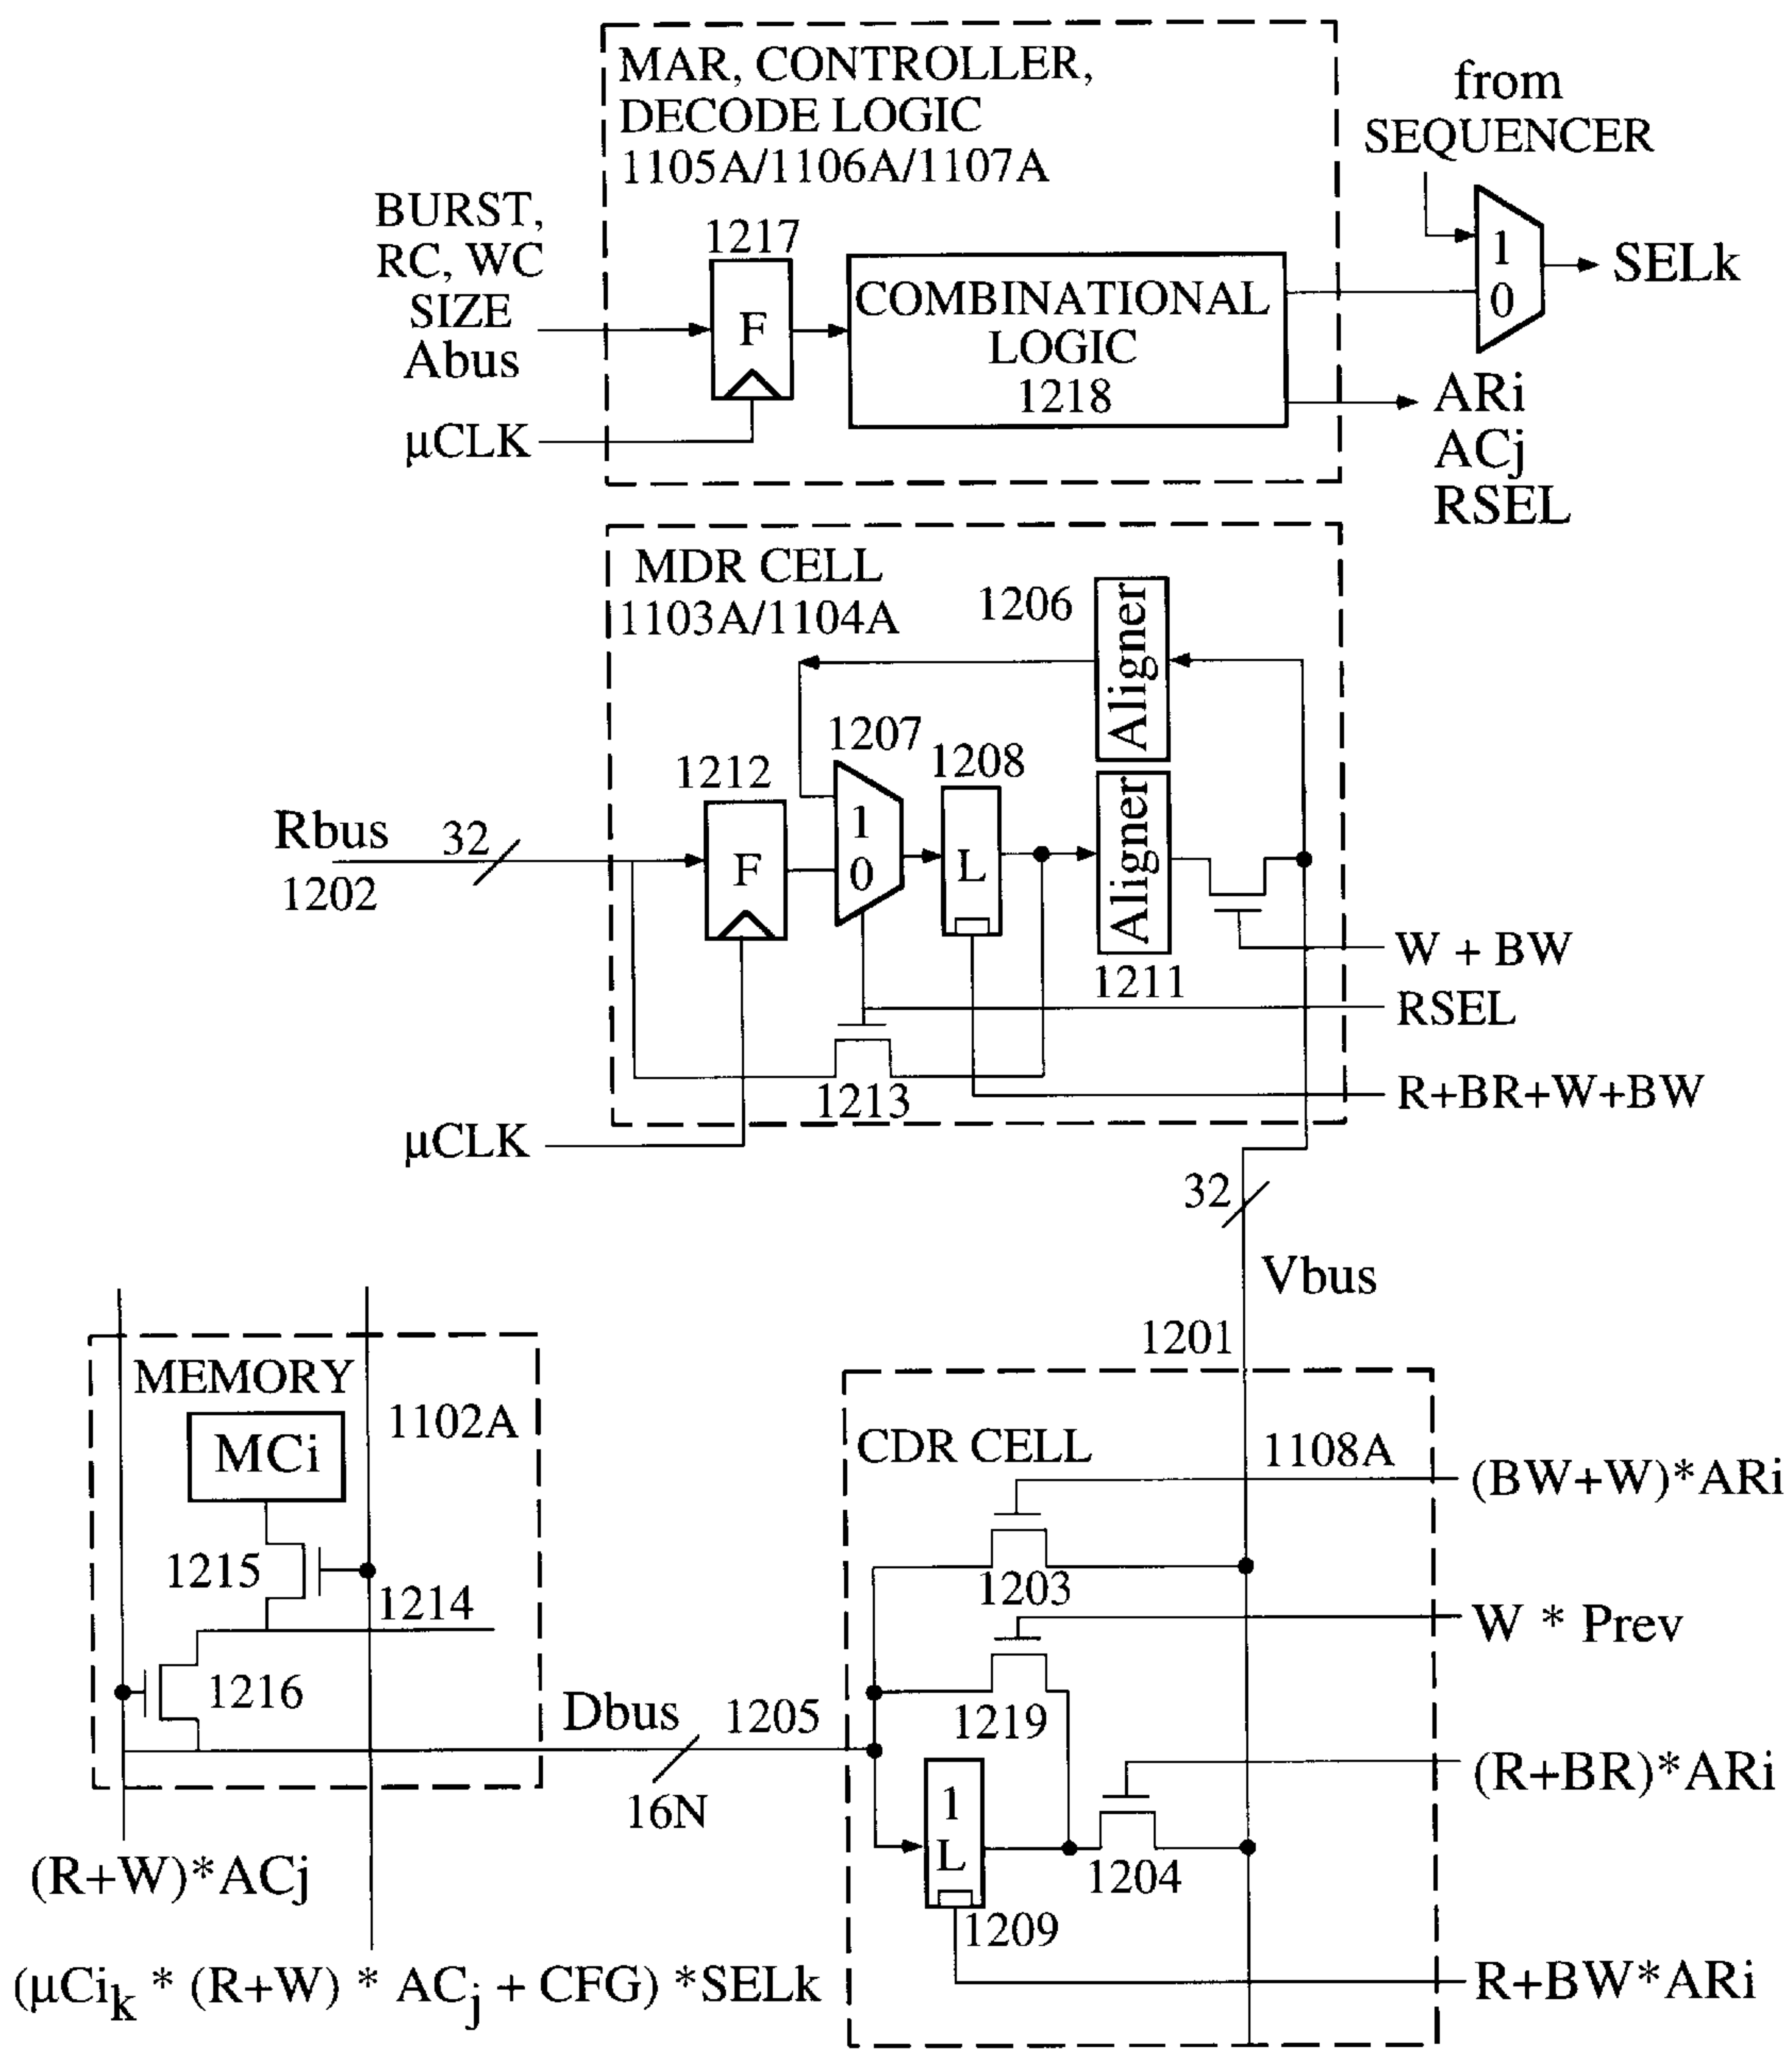 MAR, CONTROLLER,
DECODE LOGIC
1105A/1106A/1107A
from
SEQUENCER
BURST,
RC, WC
SIZE
Abus
µCLK
1217
F
COMBINATIONAL
LOGIC
1218
1
0
SELk
ARi
ACj
RSEL
MDR CELL
1103A/1104A
1206
Aligner
1207
1208
1212
Rbus
32
1202
F
1
0
L
Aligner
1211
W + BW
RSEL
1213
R+BR+W+BW
µCLK
32
Vbus
1201
MEMORY
1102A
MCi
1215
1214
1216
Dbus
1205
16N
(R+W)*ACj
(µCik * (R+W) * ACj + CFG) *SELk
CDR CELL
1108A
(BW+W)*ARi
1203
W * Prev
1219
(R+BR)*ARi
1
L
1204
1209
R+BW*ARi